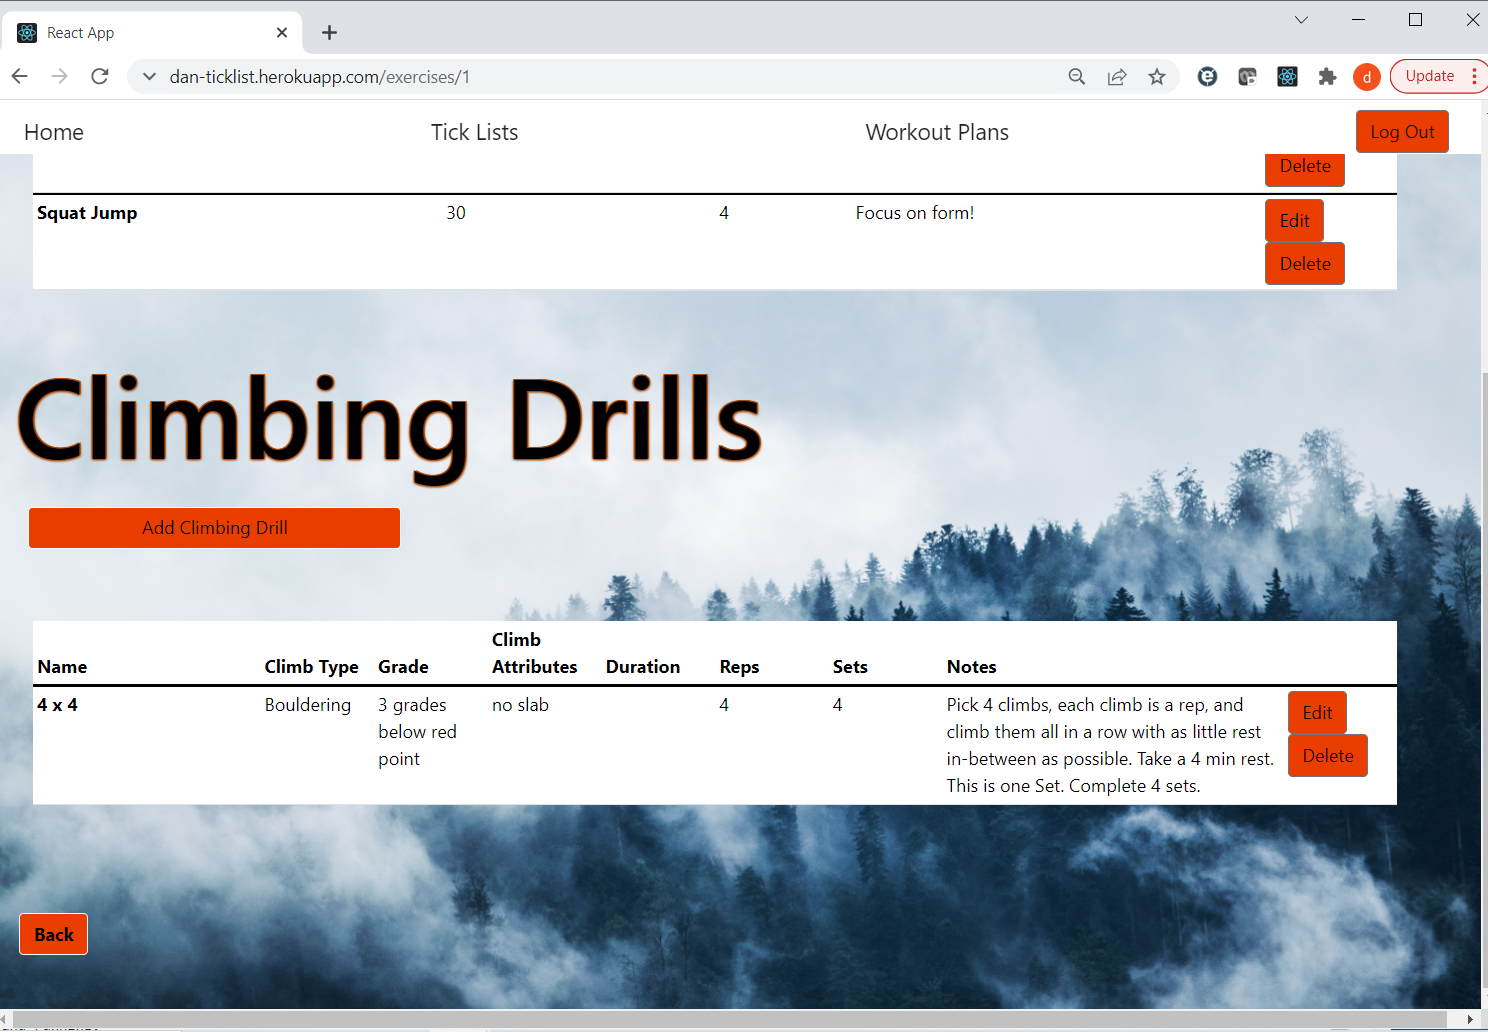 React App
dan-ticklist.herokuapp.com/exercises/1
d
Update
Home Tick Lists Workout Plans Log Out
Delete
Squat Jump 30 4 Focus on form! Edit
Delete
Climbing Drills
Add Climbing Drill
Name Climb Type Grade Climb Attributes Duration Reps Sets Notes
4 x 4 Bouldering 3 grades no slab 4 4 Pick 4 climbs, each climb is a rep, and Edit
below red climb them all in a row with as little rest
point in-between as possible. Take a 4 min rest. Delete
This is one Set. Complete 4 sets.
Back